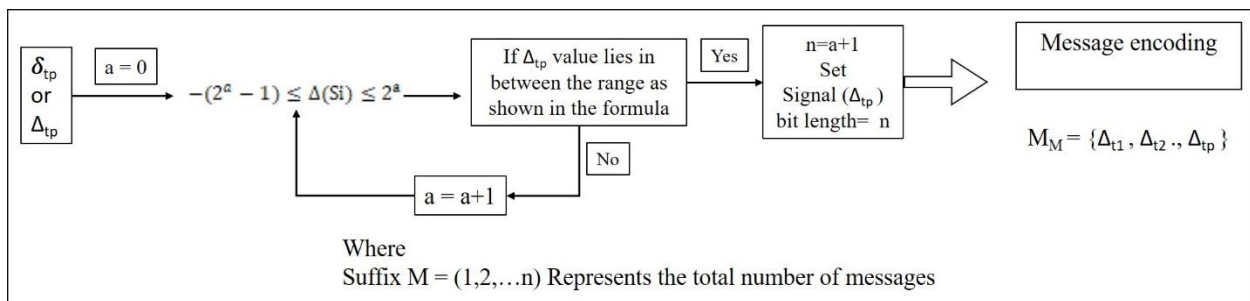 δtp
or
Δtp
a = 0
−(2ᵃ − 1) ≤ Δ(Si) ≤ 2ᵃ
If Δtp value lies in
between the range as
shown in the formula
Yes
No
a = a+1
n=a+1
Set
Signal (Δtp)
bit length= n
Message encoding
MM = {Δt1 , Δt2 ., Δtp }
Where
Suffix M = (1,2,…n) Represents the total number of messages